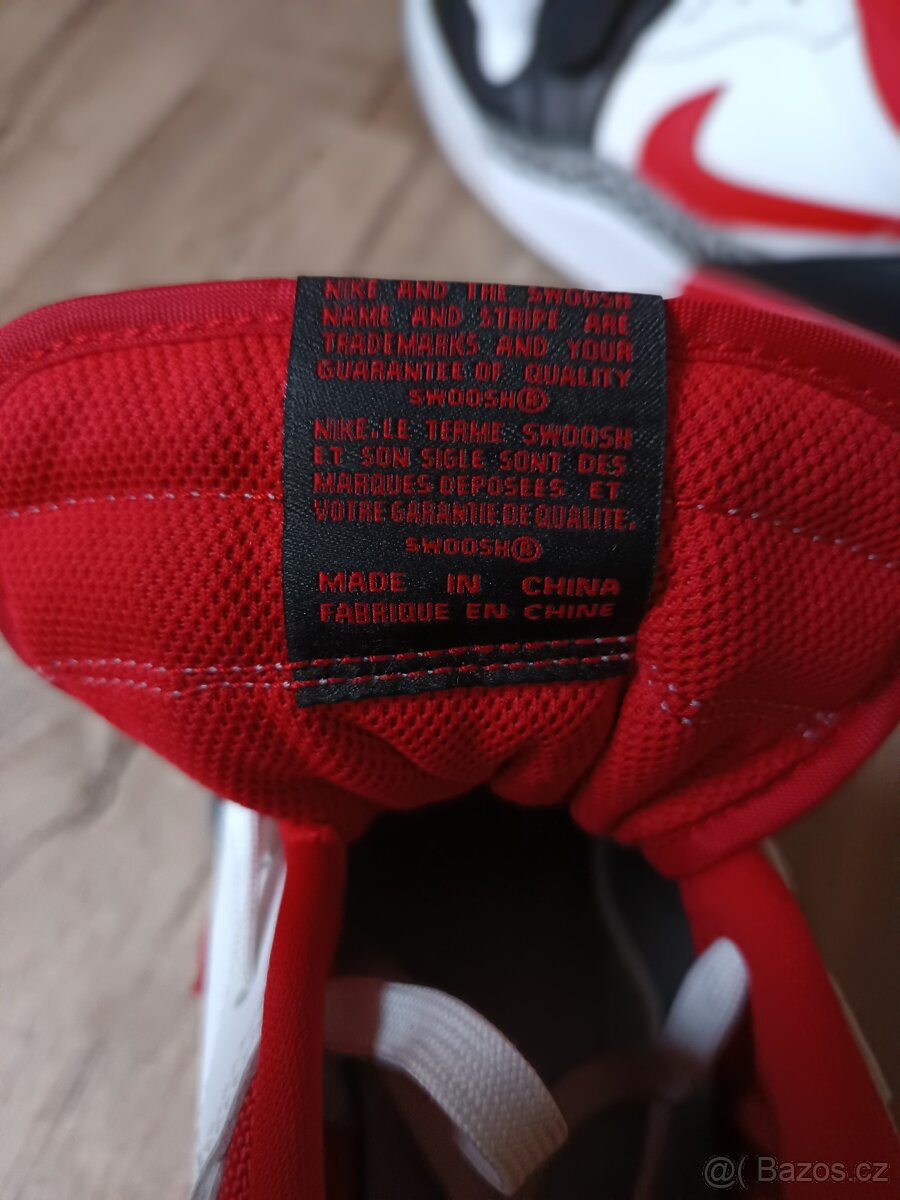 NIKE AND THE SWOOSH
NAME AND STRIPE ARE
TRADEMARKS AND YOUR
GUARANTEE OF QUALITY
SWOOSH®
NIKE.LE TERME SWOOSH
ET SON SIGLE SONT DES
MARQUES DEPOSEES ET
VOTRE GARANTIE DE QUALITE.
SWOOSH®
MADE IN CHINA
FABRIQUE EN CHINE
@( Bazos.cz